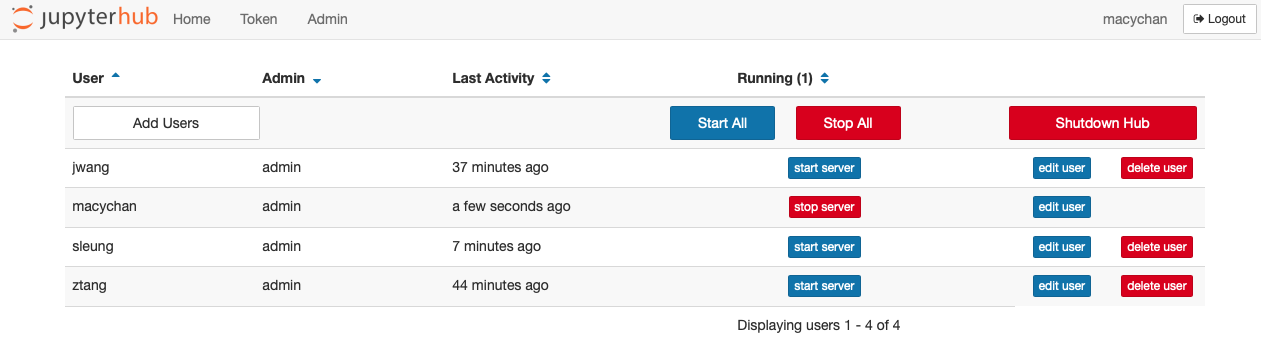 jupyterhub Home Token Admin macychan Logout
User Admin Last Activity Running (1)
Add Users Start All Stop All Shutdown Hub
jwang admin 37 minutes ago start server edit user delete user
macychan admin a few seconds ago stop server edit user
sleung admin 7 minutes ago start server edit user delete user
ztang admin 44 minutes ago start server edit user delete user
Displaying users 1 - 4 of 4